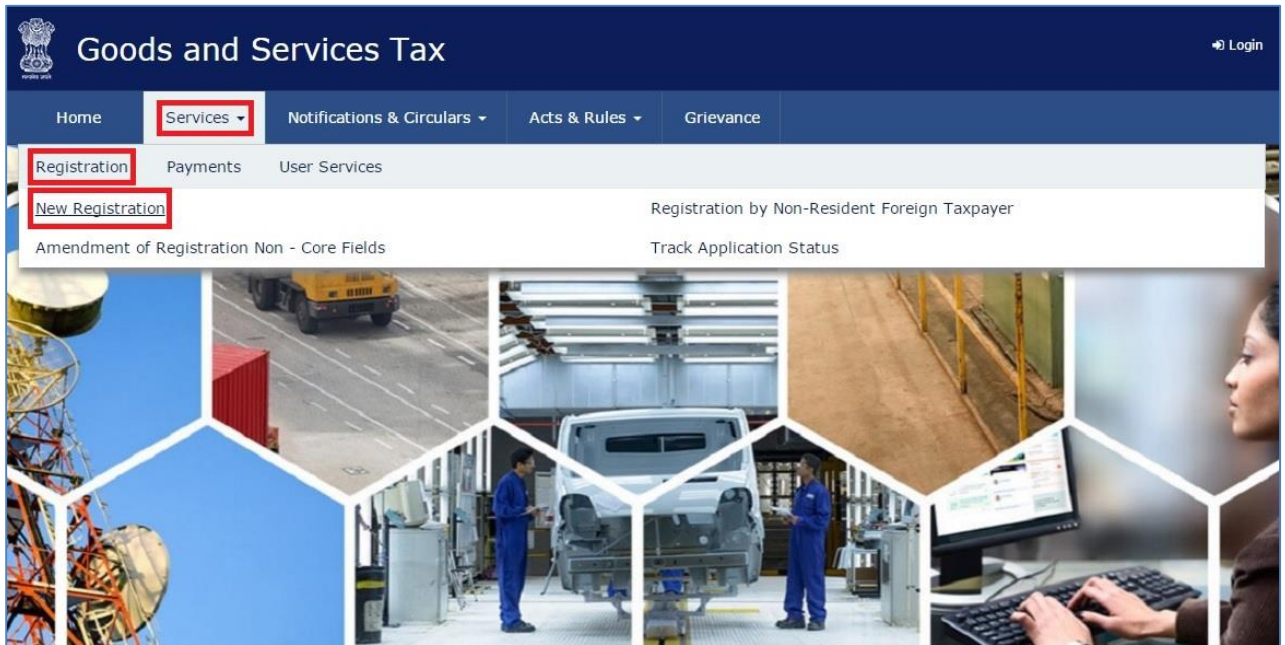 Goods and Services Tax
Login
Home Services Notifications & Circulars Acts & Rules Grievance
Registration Payments User Services
New Registration Registration by Non-Resident Foreign Taxpayer
Amendment of Registration Non - Core Fields Track Application Status